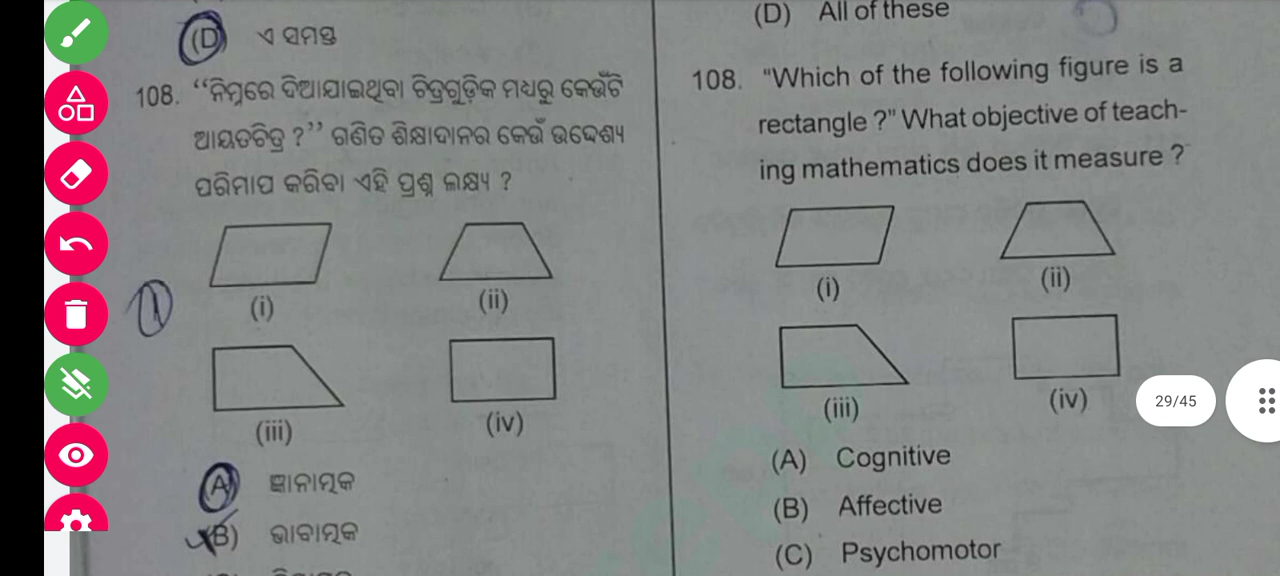 (D) ଏ ସମସ୍ତ
108. “ନିମ୍ନରେ ଦିଆଯାଇଥିବା ଚିତ୍ରଗୁଡ଼ିକ ମଧ୍ୟରୁ କେଉଁଟି
ଆୟତଚିତ୍ର ?” ଗଣିତ ଶିକ୍ଷାଦାନର କେଉଁ ଉଦ୍ଦେଶ୍ୟ
ପରିମାପ କରିବା ଏହି ପ୍ରଶ୍ନ ଲକ୍ଷ୍ୟ ?
(i)
(ii)
(iii)
(iv)
(A) ଜ୍ଞାନାତ୍ମକ
(B) ଭାବାତ୍ମକ
(D) All of these
108. "Which of the following figure is a
rectangle ?" What objective of teach-
ing mathematics does it measure ?
(i)
(ii)
(iii)
(iv)
(A) Cognitive
(B) Affective
(C) Psychomotor
29/45